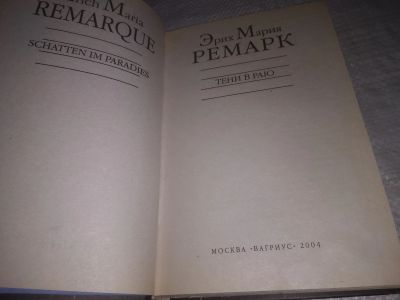 Maria
REMARQUE
SCHATTEN IM PARADIES
Эрих Мария
РЕМАРК
ТЕНИ В РАЮ
МОСКВА «ВАГРИУС» 2004